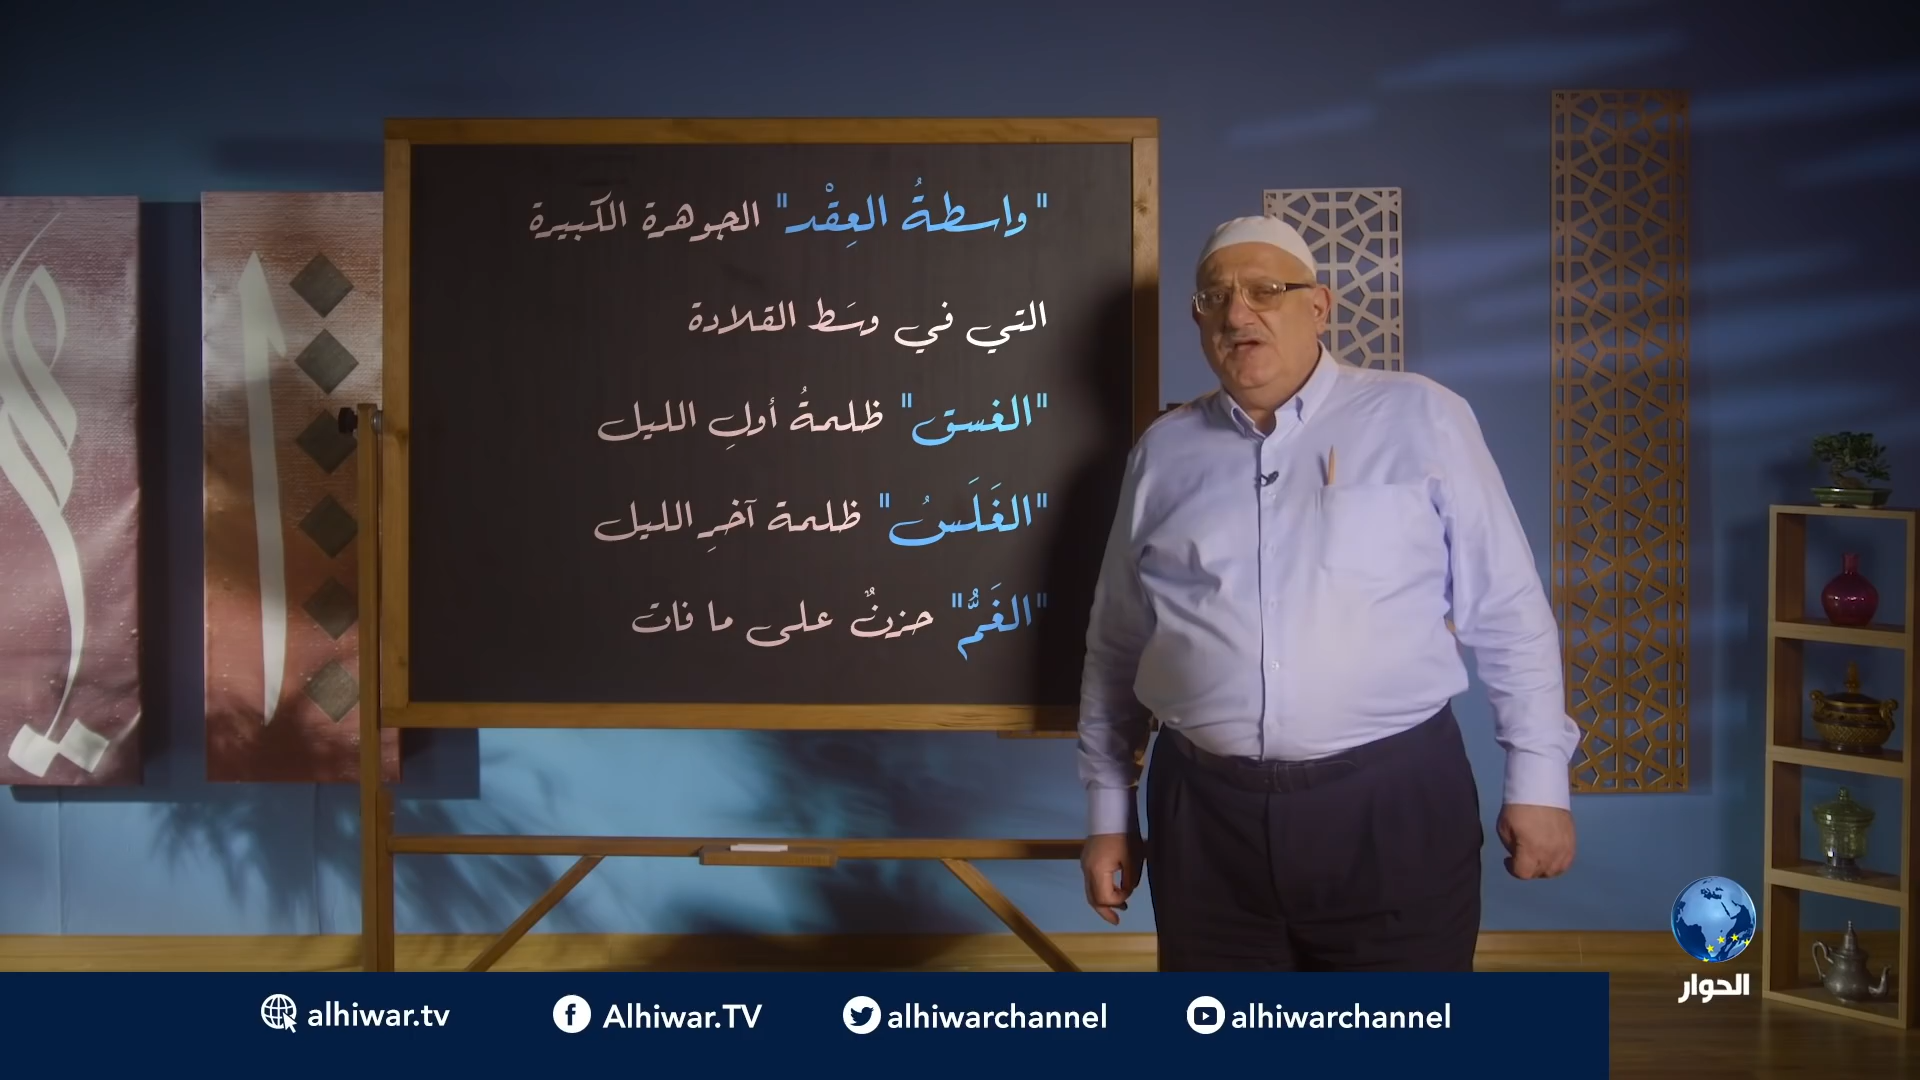 "واسطةُ العِقْد" الجوهرة الكبيرة
التي في وسَط القلادة
"الغسق" ظلمةُ أولِ الليل
"الغَلَسُ" ظلمة آخرِ الليل
"الغَمُّ" حزنٌ على ما فات
الحوار
alhiwar.tv
Alhiwar.TV
alhiwarchannel
alhiwarchannel